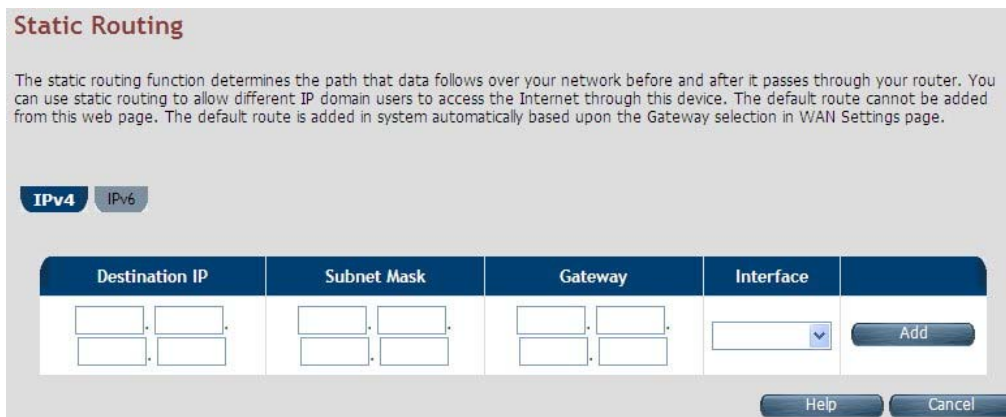 Static Routing
The static routing function determines the path that data follows over your network before and after it passes through your router. You
can use static routing to allow different IP domain users to access the Internet through this device. The default route cannot be added
from this web page. The default route is added in system automatically based upon the Gateway selection in WAN Settings page.
IPv4 IPv6
Destination IP Subnet Mask Gateway Interface
. . . . . .
. . . Add
Help Cancel